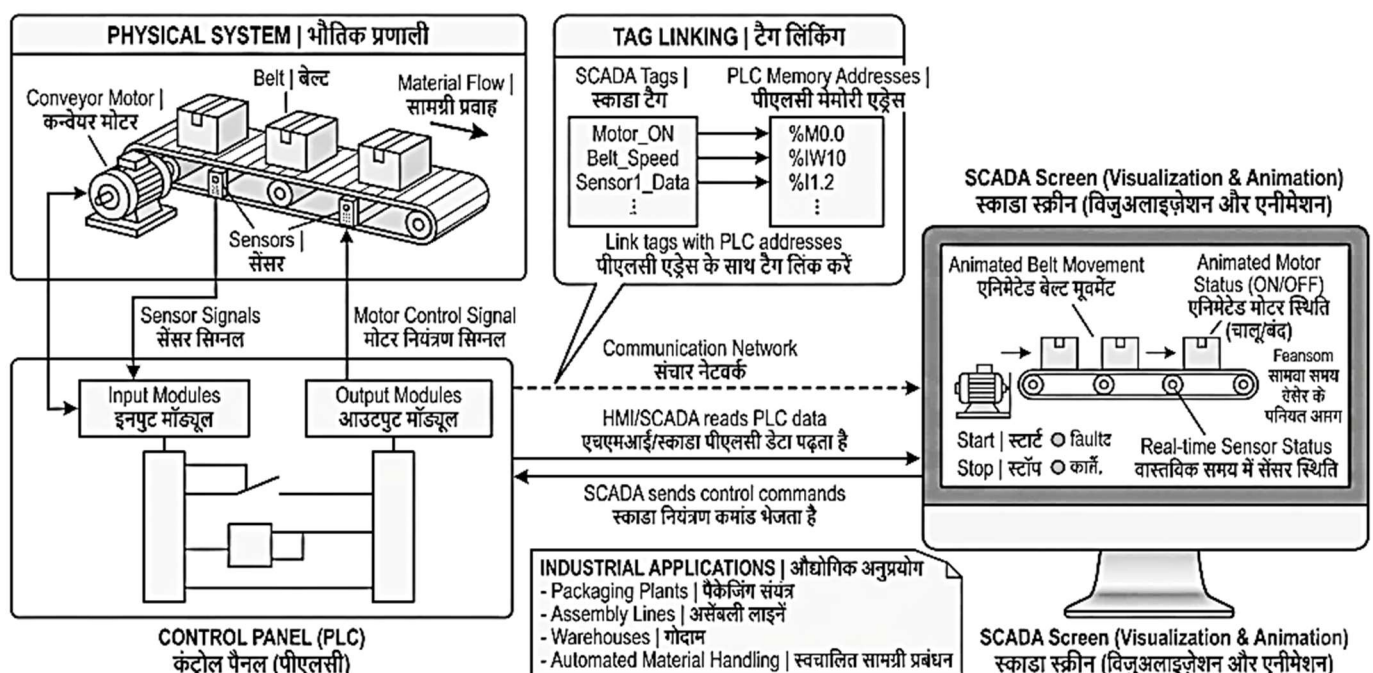 PHYSICAL SYSTEM | भौतिक प्रणाली
Conveyor Motor |
कन्वेयर मोटर
Belt | बेल्ट
Material Flow |
सामग्री प्रवाह
Sensors |
सेंसर
Sensor Signals
सेंसर सिग्नल
Motor Control Signal
मोटर नियंत्रण सिग्नल
Input Modules
इनपुट मॉड्यूल
Output Modules
आउटपुट मॉड्यूल
CONTROL PANEL (PLC)
कंटोल पैनल (पीएलसी)
TAG LINKING | टैग लिंकिंग
SCADA Tags |
स्काडा टैग
PLC Memory Addresses |
पीएलसी मेमोरी एड्रेस
Motor_ON
%M0.0
Belt_Speed
%IW10
Sensor1_Data
%I1.2
Link tags with PLC addresses
पीएलसी एड्रेस के साथ टैग लिंक करें
Communication Network
संचार नेटवर्क
HMI/SCADA reads PLC data
एचएमआई/स्काडा पीएलसी डेटा पढ़ता है
SCADA sends control commands
स्काडा नियंत्रण कमांड भेजता है
INDUSTRIAL APPLICATIONS | औद्योगिक अनुप्रयोग
- Packaging Plants | पैकेजिंग संयंत्र
- Assembly Lines | असेंबली लाइनें
- Warehouses | गोदाम
- Automated Material Handling | स्वचालित सामग्री प्रबंधन
SCADA Screen (Visualization & Animation)
स्काडा स्क्रीन (विजुअलाइज़ेशन और एनीमेशन)
Animated Belt Movement
एनिमेटेड बेल्ट मूवमेंट
Animated Motor
Status (ON/OFF)
एनिमेटेड मोटर स्थिति
(चालू/बंद)
Feansom
सामवा समय
के
Start | स्टार्ट
Stop | स्टॉप
Real-time Sensor Status
वास्तविक समय में सेंसर स्थिति
SCADA Screen (Visualization & Animation)
स्काडा स्क्रीन (विजुअलाइज़ेशन और एनीमेशन)